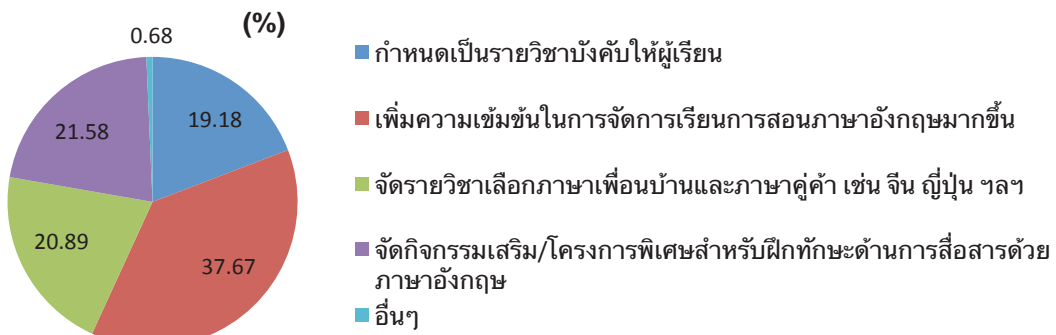 (%)
0.68
19.18
21.58
20.89
37.67
กำหนดเป็นรายวิชาบังคับให้ผู้เรียน
เพิ่มความเข้มข้นในการจัดการเรียนการสอนภาษาอังกฤษมากขึ้น
จัดรายวิชาเลือกภาษาเพื่อนบ้านและภาษาคู่ค้า เช่น จีน ญี่ปุ่น ฯลฯ
จัดกิจกรรมเสริม/โครงการพิเศษสำหรับฝึกทักษะด้านการสื่อสารด้วย
ภาษาอังกฤษ
อื่นๆ